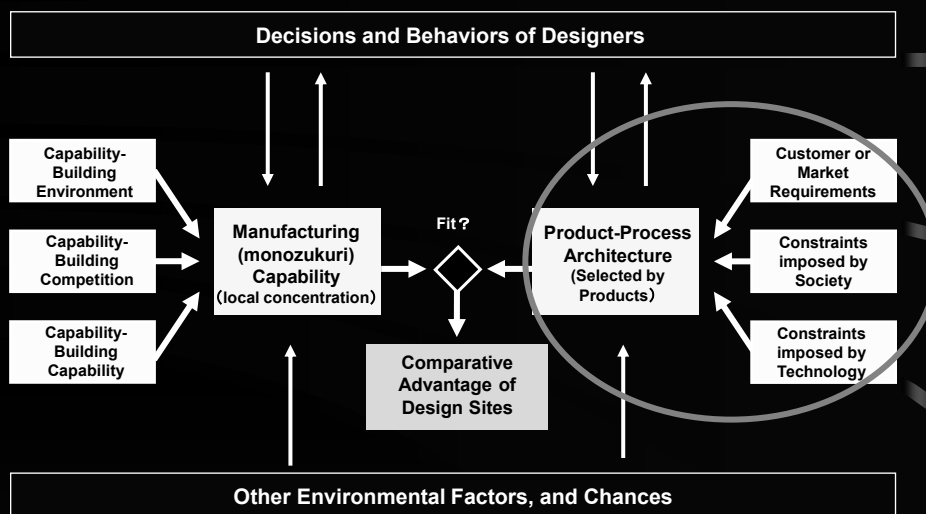 Decisions and Behaviors of Designers
Capability-
Building
Environment
Capability-
Building
Competition
Capability-
Building
Capability
Manufacturing
(monozukuri)
Capability
（local concentration）
Fit？
Product-Process
Architecture
(Selected by
Products）
Customer or
Market
Requirements
Constraints
imposed by
Society
Constraints
imposed by
Technology
Comparative
Advantage of
Design Sites
Other Environmental Factors, and Chances